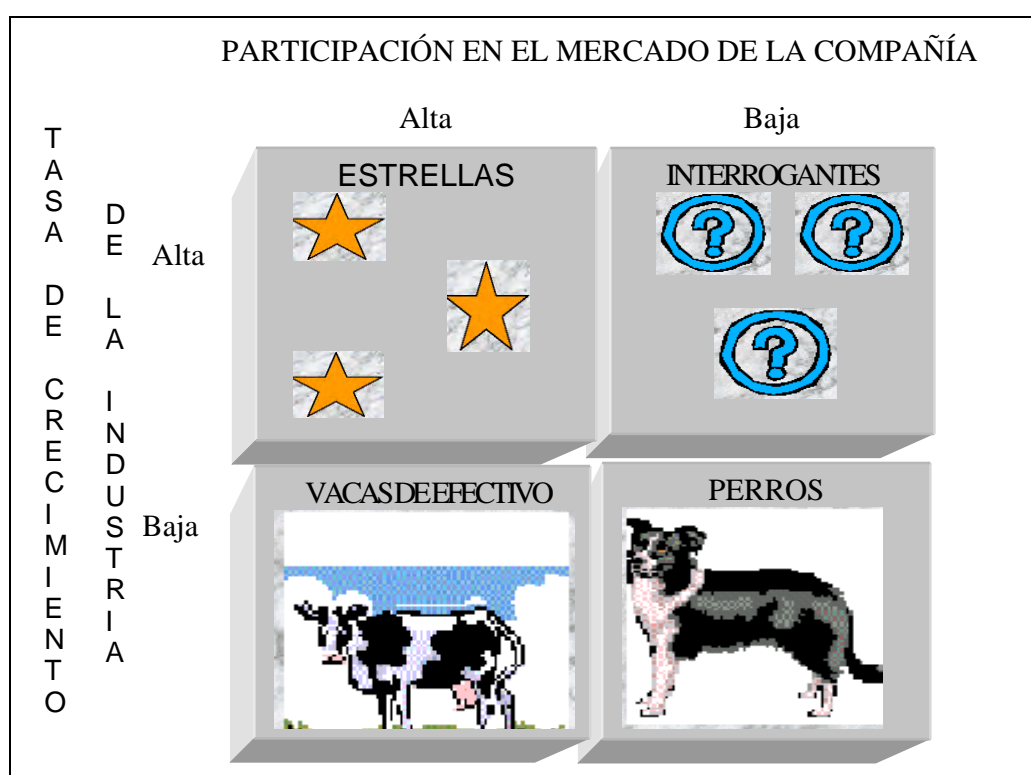 PARTICIPACIÓN EN EL MERCADO DE LA COMPAÑÍA
Alta
Baja
TASA DE CRECIMIENTO
DE LA INDUSTRIA
Alta
ESTRELLAS
INTERROGANTES
?
?
?
Baja
VACAS DE EFECTIVO
PERROS